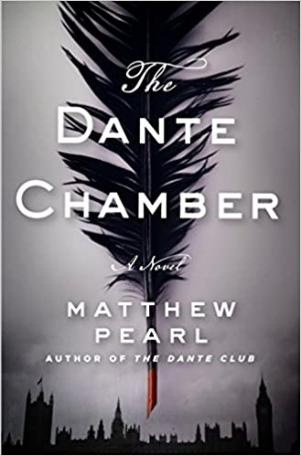 The
DANTE
CHAMBER
A Novel
MATTHEW
PEARL
AUTHOR OF THE DANTE CLUB